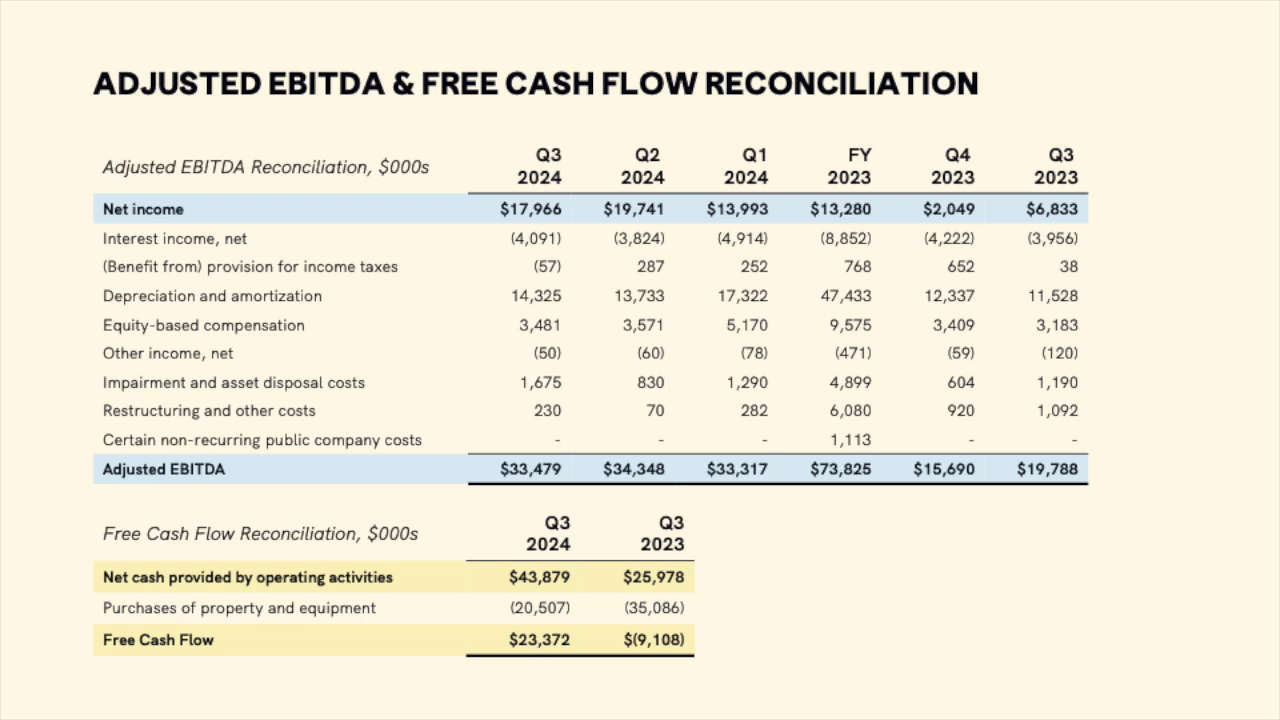 ADJUSTED EBITDA & FREE CASH FLOW RECONCILIATION
Adjusted EBITDA Reconciliation, $000s Q3 2024 Q2 2024 Q1 2024 FY 2023 Q4 2023 Q3 2023
Net income $17,966 $19,741 $13,993 $13,280 $2,049 $6,833
Interest income, net (4,091) (3,824) (4,914) (8,852) (4,222) (3,956)
(Benefit from) provision for income taxes (57) 287 252 768 652 38
Depreciation and amortization 14,325 13,733 17,322 47,433 12,337 11,528
Equity-based compensation 3,481 3,571 5,170 9,575 3,409 3,183
Other income, net (50) (60) (78) (471) (59) (120)
Impairment and asset disposal costs 1,675 830 1,290 4,899 604 1,190
Restructuring and other costs 230 70 282 6,080 920 1,092
Certain non-recurring public company costs - - - 1,113 - -
Adjusted EBITDA $33,479 $34,348 $33,317 $73,825 $15,690 $19,788
Free Cash Flow Reconciliation, $000s Q3 2024 Q3 2023
Net cash provided by operating activities $43,879 $25,978
Purchases of property and equipment (20,507) (35,086)
Free Cash Flow $23,372 $(9,108)